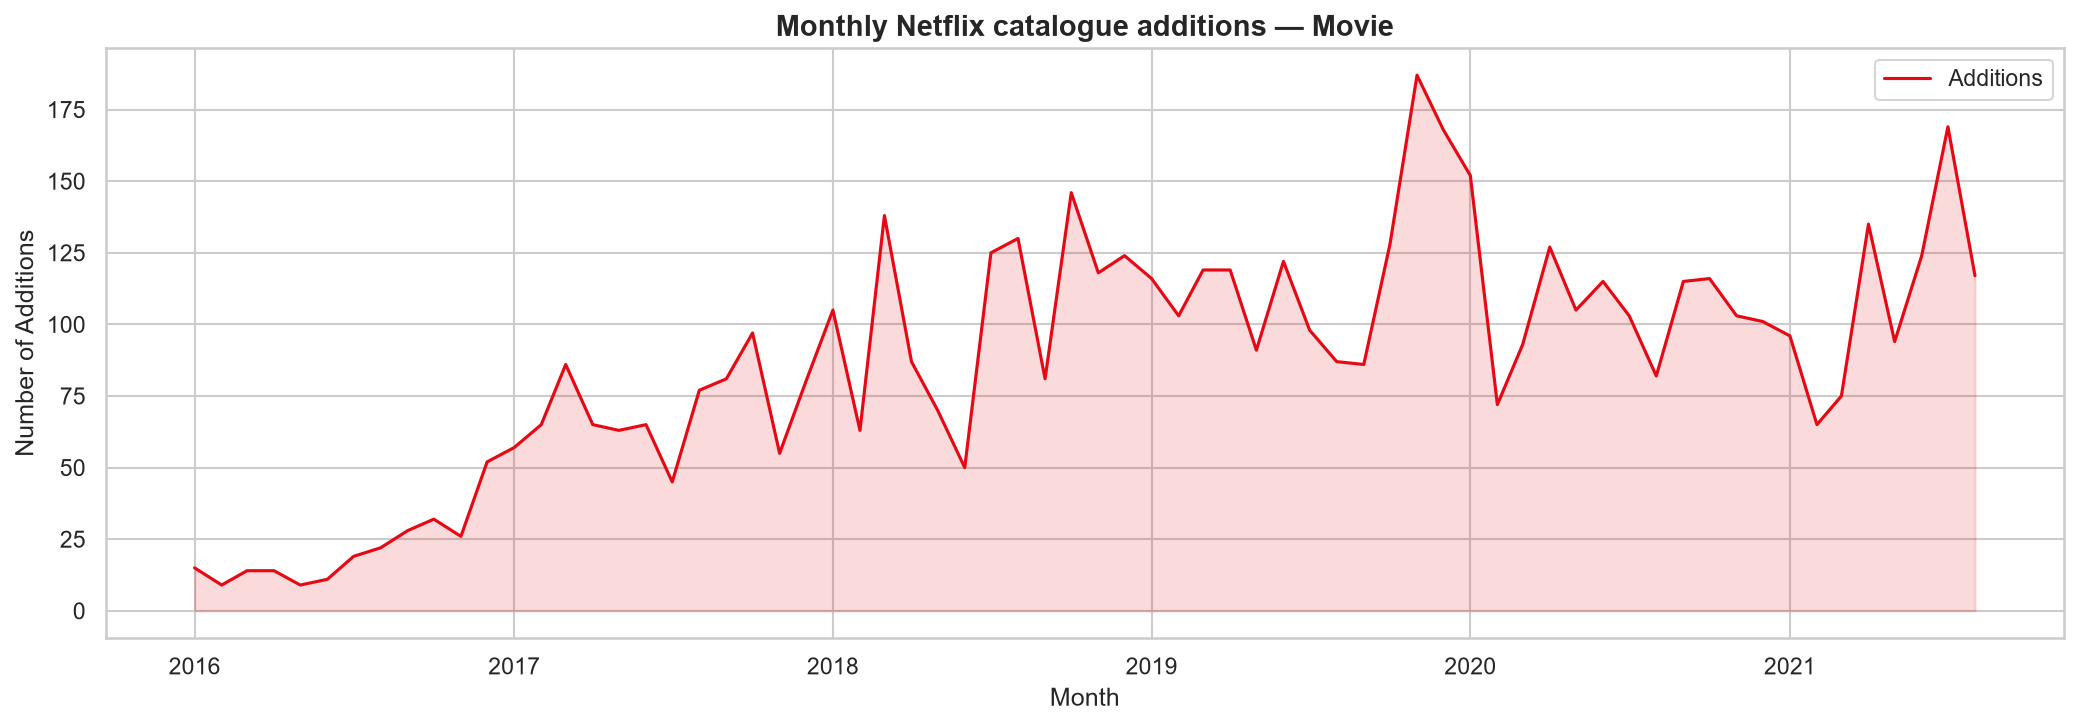 Monthly Netflix catalogue additions — Movie
Additions
Number of Additions
175
150
125
100
75
50
25
0
2016 2017 2018 2019 2020 2021
Month